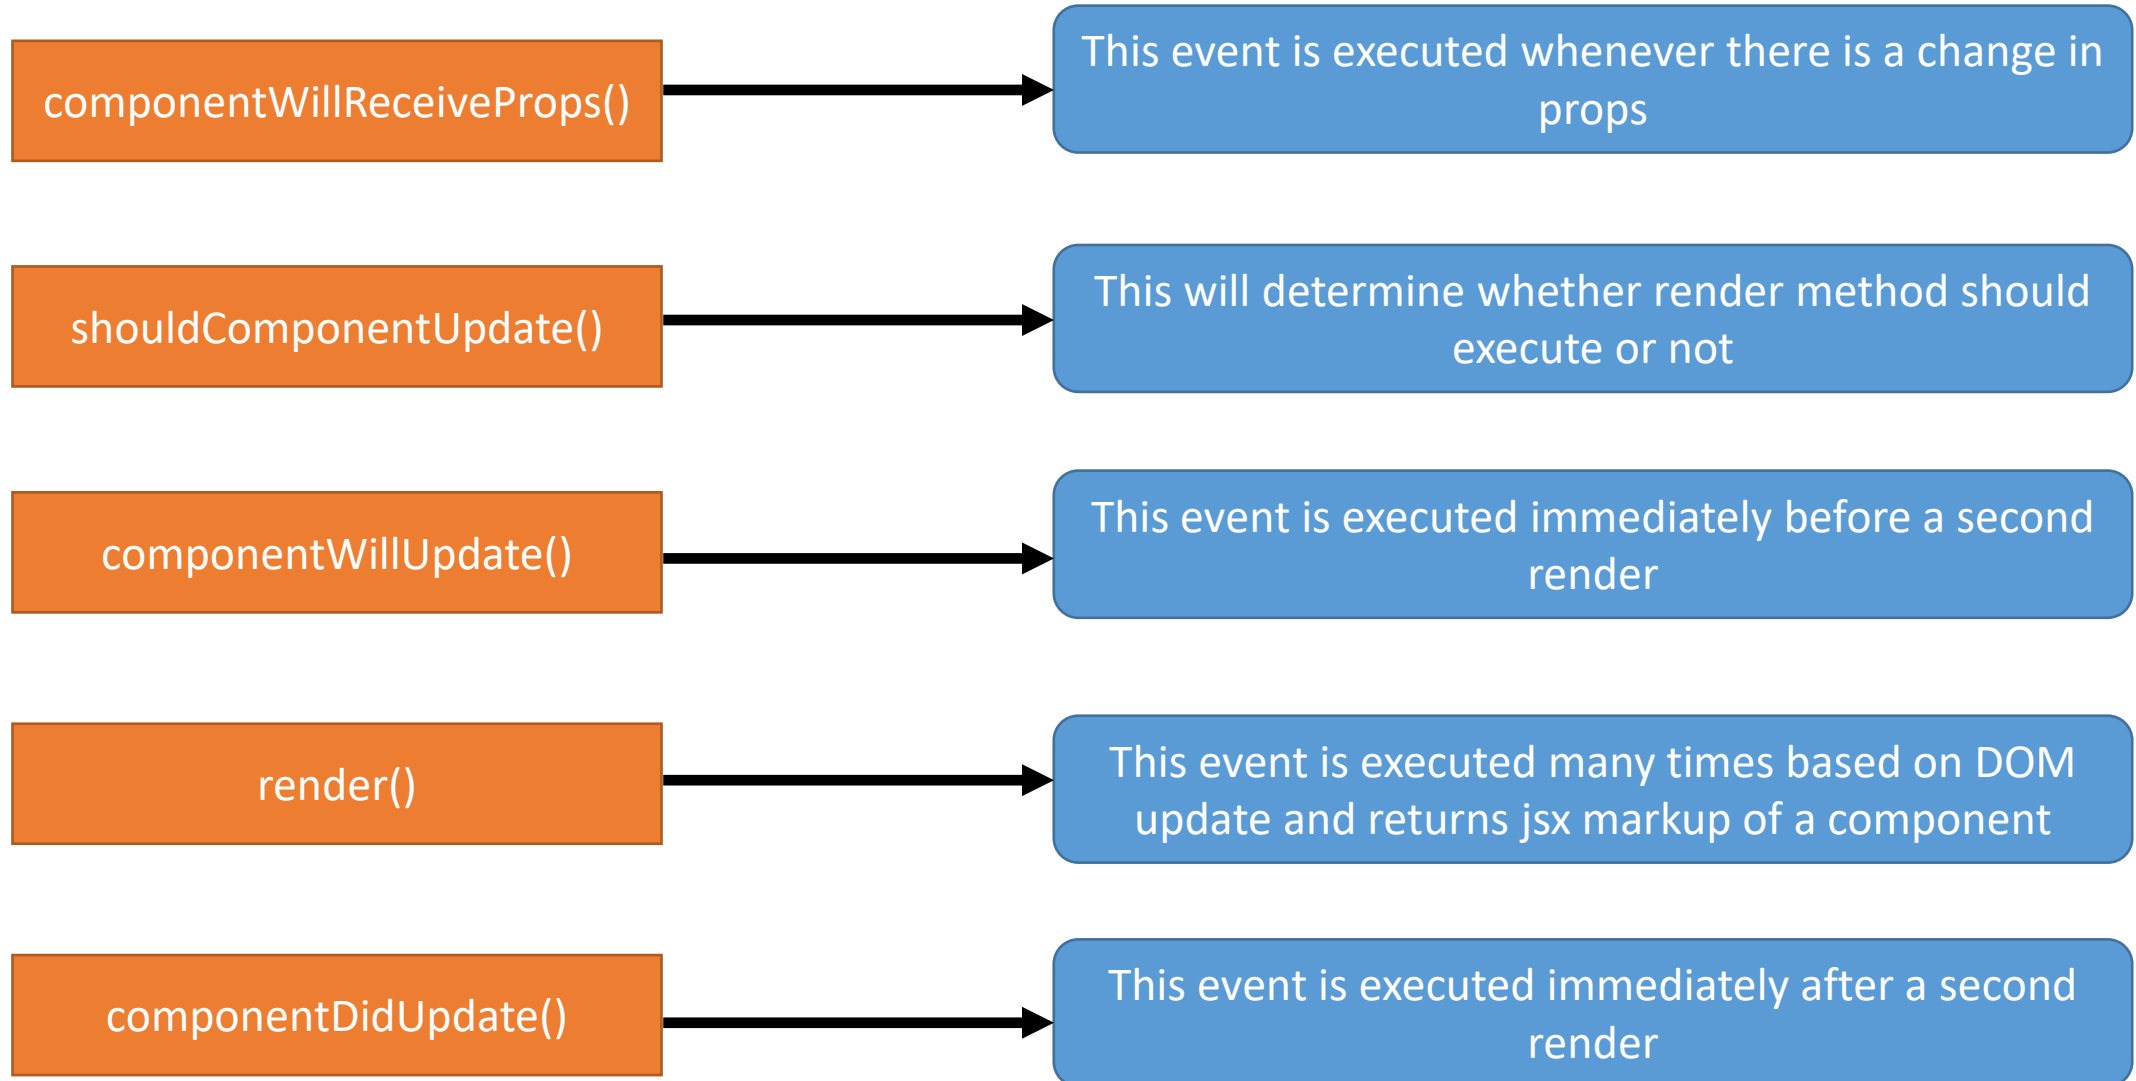 componentWillReceiveProps()
This event is executed whenever there is a change in
props
shouldComponentUpdate()
This will determine whether render method should
execute or not
componentWillUpdate()
This event is executed immediately before a second
render
render()
This event is executed many times based on DOM
update and returns jsx markup of a component
componentDidUpdate()
This event is executed immediately after a second
render